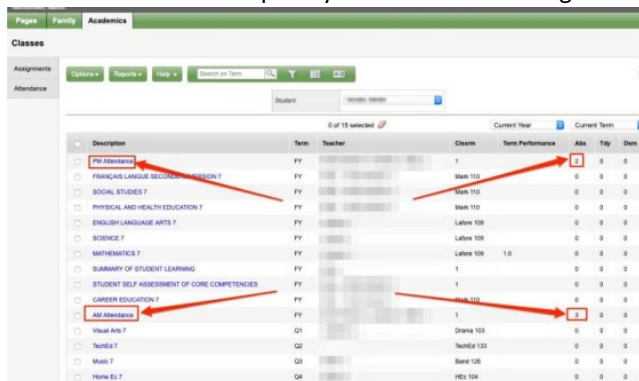 Pages Family Academics
Classes
Assignments
Attendance
Options Reports Help Search on Term A-Z
Student
0 of 15 selected Current Year Current Term
Description Term Teacher Clssrm Term Performance Abs Tdy Dsm
PM Attendance FY 1 2 0 0
FRANÇAIS LANGUE SECONDE 7 FY Mem 110 0 0 0
SOCIAL STUDIES 7 FY Mem 110 0 0 0
PHYSICAL AND HEALTH EDUCATION 7 FY Mem 110 0 0 0
ENGLISH LANGUAGE ARTS 7 FY Lafore 109 0 0 0
SCIENCE 7 FY Lafore 109 0 0 0
MATHEMATICS 7 FY Lafore 109 1.0 0 0 0
SUMMARY OF STUDENT LEARNING FY 1 0 0 0
STUDENT SELF ASSESSMENT OF CORE COMPETENCIES FY 1 0 0 0
CAREER EDUCATION 7 FY 110 0 0 0
AM Attendance FY 1 3 0 0
Visual Arts 7 Q1 Drama 103 0 0 0
TechEd 7 Q2 TechEd 133 0 0 0
Music 7 Q3 Band 126 0 0 0
Home Ec 7 Q4 HEc 104 0 0 0